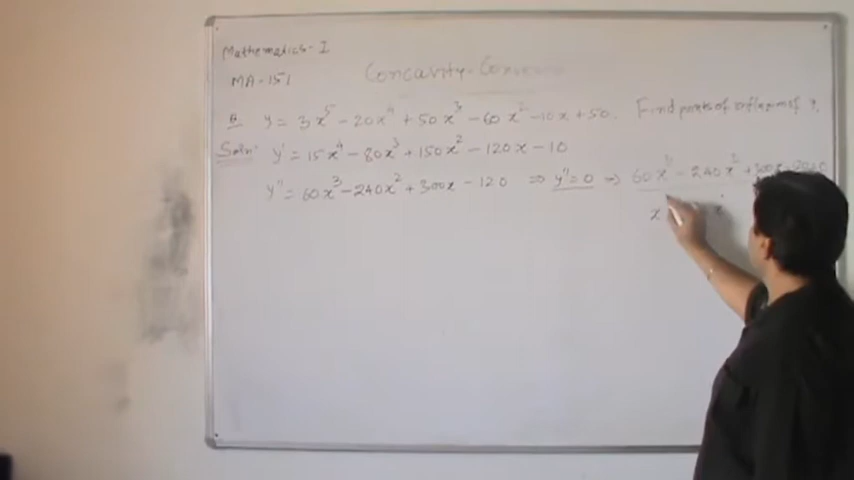 Mathematics-I
MA-151
Concavity-Convexity
Q. y = 3x⁵ - 20x⁴ + 50x³ - 60x² - 10x + 50. Find points of inflexion of y.
Soln: y' = 15x⁴ - 80x³ + 150x² - 120x - 10
y" = 60x³ - 240x² + 300x - 120 ⇒ y" = 0 ⇒ 60x³ - 240x² + 300x
x